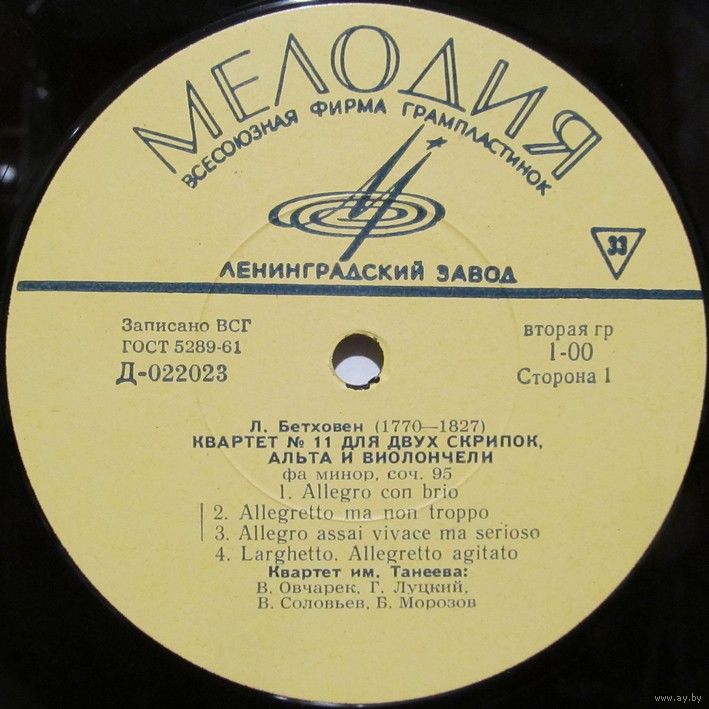 МЕЛОДИЯ
ВСЕСОЮЗНАЯ ФИРМА ГРАМПЛАСТИНОК
ЛЕНИНГРАДСКИЙ ЗАВОД
33
Записано ВСГ
ГОСТ 5289-61
Д-022023
вторая гр
1-00
Сторона 1
Л. Бетховен (1770—1827)
КВАРТЕТ № 11 ДЛЯ ДВУХ СКРИПОК,
АЛЬТА И ВИОЛОНЧЕЛИ
фа минор, соч. 95
1. Allegro con brio
2. Allegretto ma non troppo
3. Allegro assai vivace ma serioso
4. Larghetto. Allegretto agitato
Квартет им. Танеева:
В. Овчарек, Г. Луцкий,
В. Соловьев, Б. Морозов
www.ay.by